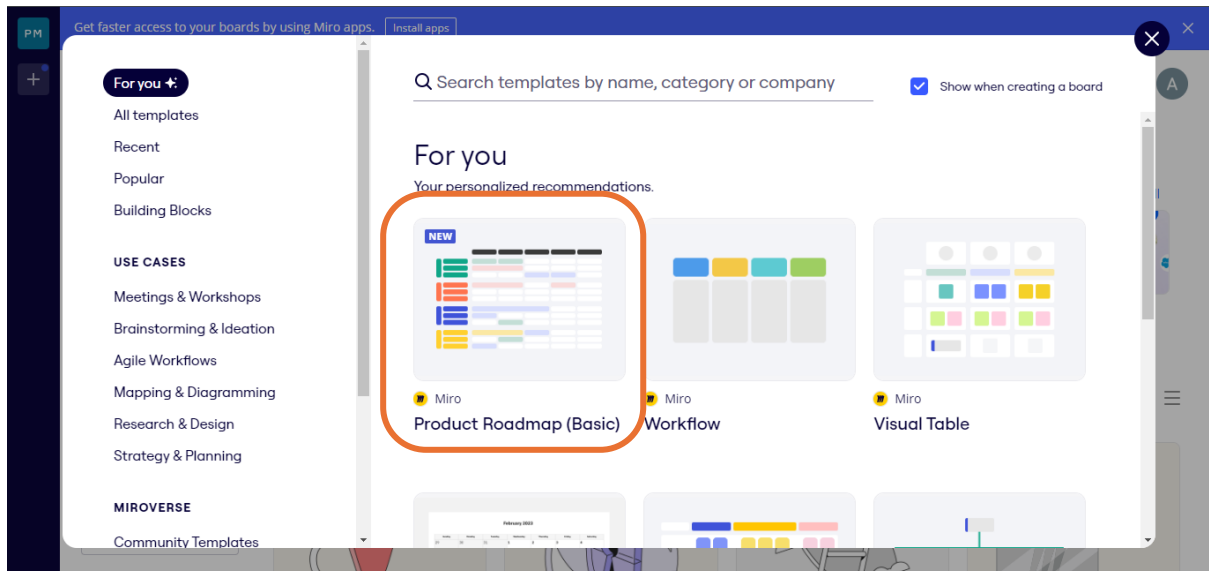 PM
Get faster access to your boards by using Miro apps. Install apps
A
For you
All templates
Recent
Popular
Building Blocks
USE CASES
Meetings & Workshops
Brainstorming & Ideation
Agile Workflows
Mapping & Diagramming
Research & Design
Strategy & Planning
MIROVERSE
Community Templates
Search templates by name, category or company
Show when creating a board
For you
Your personalized recommendations.
NEW
Miro
Product Roadmap (Basic)
Miro
Workflow
Miro
Visual Table
February 2023